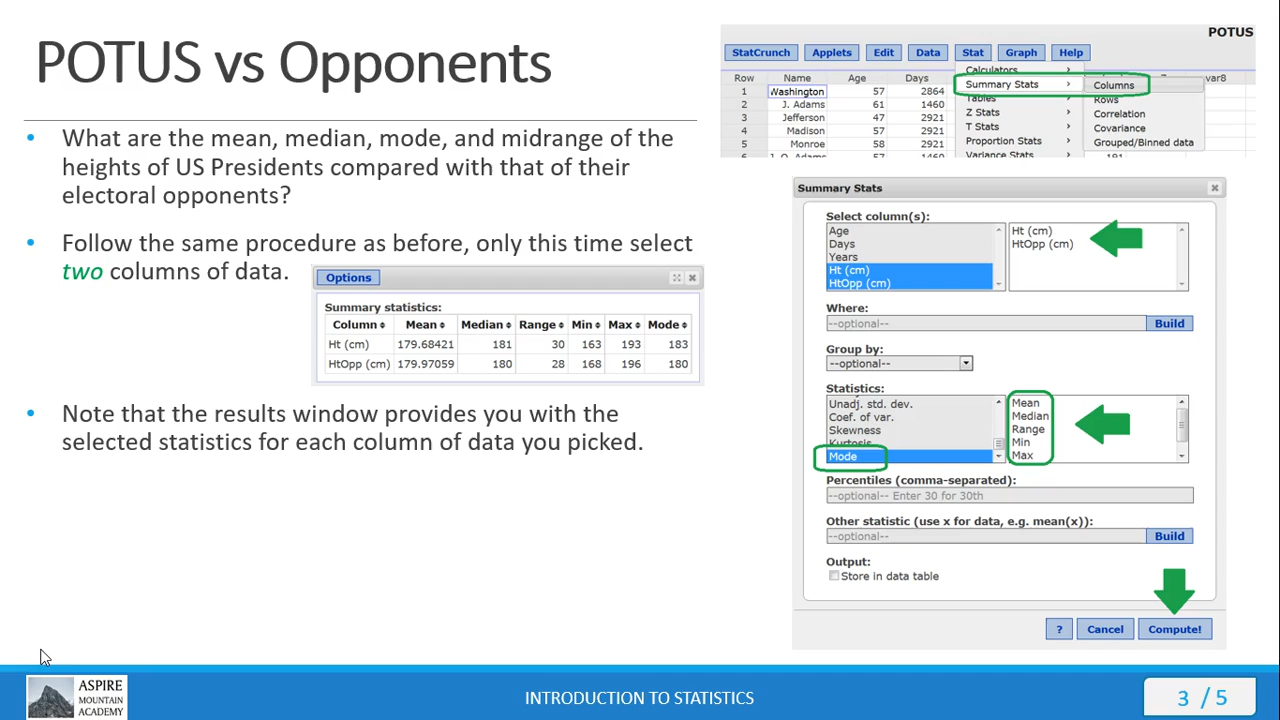 POTUS vs Opponents
• What are the mean, median, mode, and midrange of the
heights of US Presidents compared with that of their
electoral opponents?
• Follow the same procedure as before, only this time select
two columns of data.
Options
Summary statistics:
Column Mean Median Range Min Max Mode
Ht (cm) 179.68421 181 30 163 193 183
HtOpp (cm) 179.97059 180 28 168 196 180
• Note that the results window provides you with the
selected statistics for each column of data you picked.
POTUS
StatCrunch Applets Edit Data Stat Graph Help
Row Name Age Days var8
1 Washington 57 2864
2 J. Adams 61 1460
3 Jefferson 47 2921
4 Madison 57 2921
5 Monroe 58 2921
6 J. Q. Adams 57 1460 191
Calculators
Summary Stats
Tables
Z Stats
T Stats
Proportion Stats
Variance Stats
Columns
Rows
Correlation
Covariance
Grouped/Binned data
Summary Stats
Select column(s):
Age
Days
Years
Ht (cm)
HtOpp (cm)
Ht (cm)
HtOpp (cm)
Where:
--optional-- Build
Group by:
--optional--
Statistics:
Unadj. std. dev.
Coef. of var.
Skewness
Kurtosis
Mode
Mean
Median
Range
Min
Max
Percentiles (comma-separated):
--optional-- Enter 30 for 30th
Other statistic (use x for data, e.g. mean(x)):
--optional-- Build
Output:
Store in data table
? Cancel Compute!
ASPIRE
MOUNTAIN
ACADEMY
INTRODUCTION TO STATISTICS
3 / 5